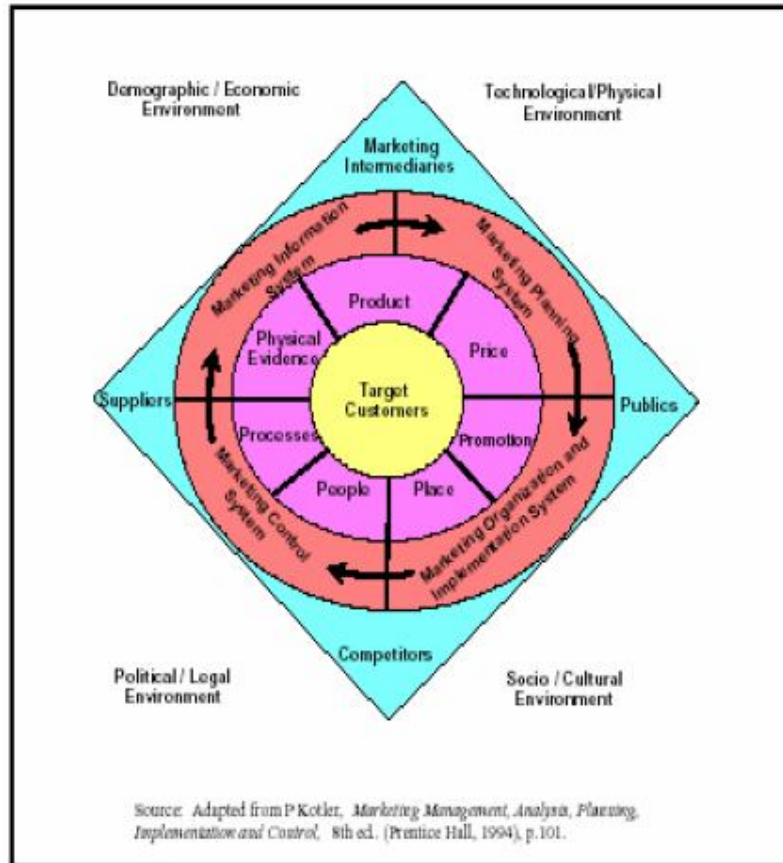 Demographic / Economic
Environment
Technological/Physical
Environment
Marketing
Intermediaries
Marketing Information
System
Marketing Planning
System
Product
Physical
Evidence
Price
Target
Customers
Suppliers
Publics
Processes
Promotion
People
Place
Marketing Control
System
Marketing Organization and
Implementation System
Competitors
Political / Legal
Environment
Socio / Cultural
Environment
Source: Adapted from P Kotler, Marketing Management, Analysis, Planning,
Implementation and Control, 8th ed. (Prentice Hall, 1994), p.101.